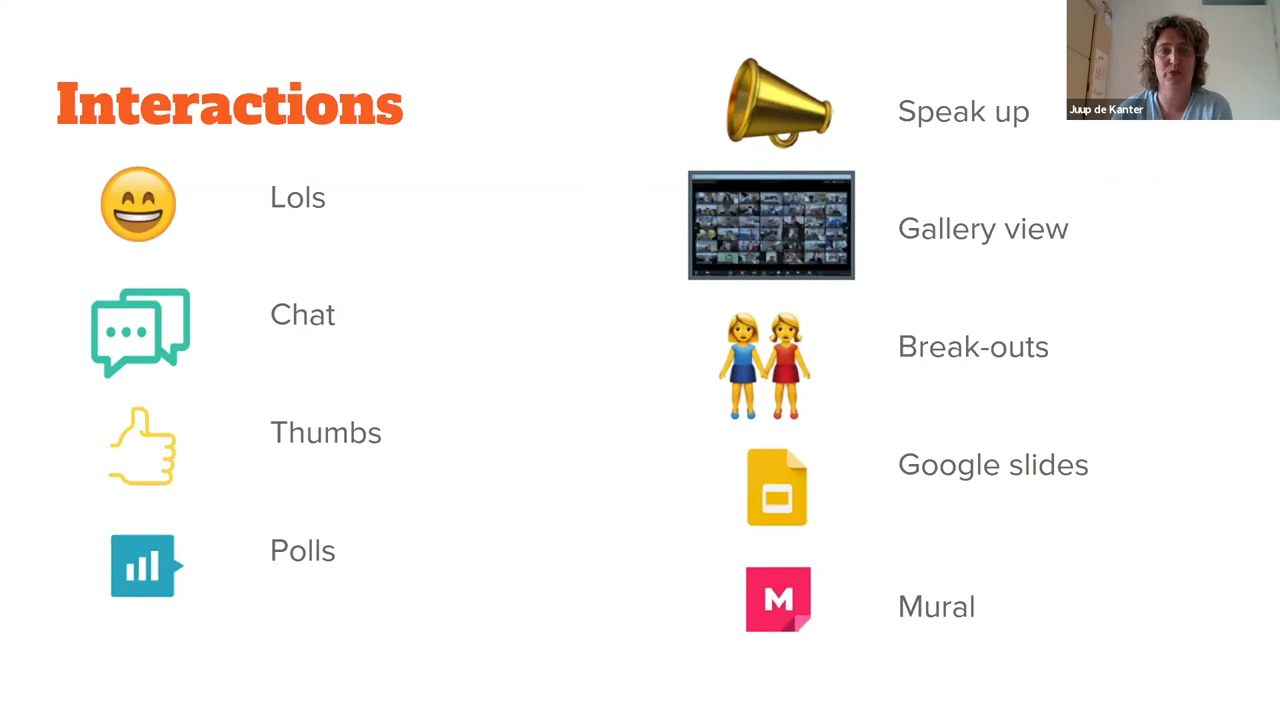 Interactions
Lols
Chat
Thumbs
Polls
Speak up
Gallery view
Break-outs
Google slides
M
Mural
Juup de Kanter